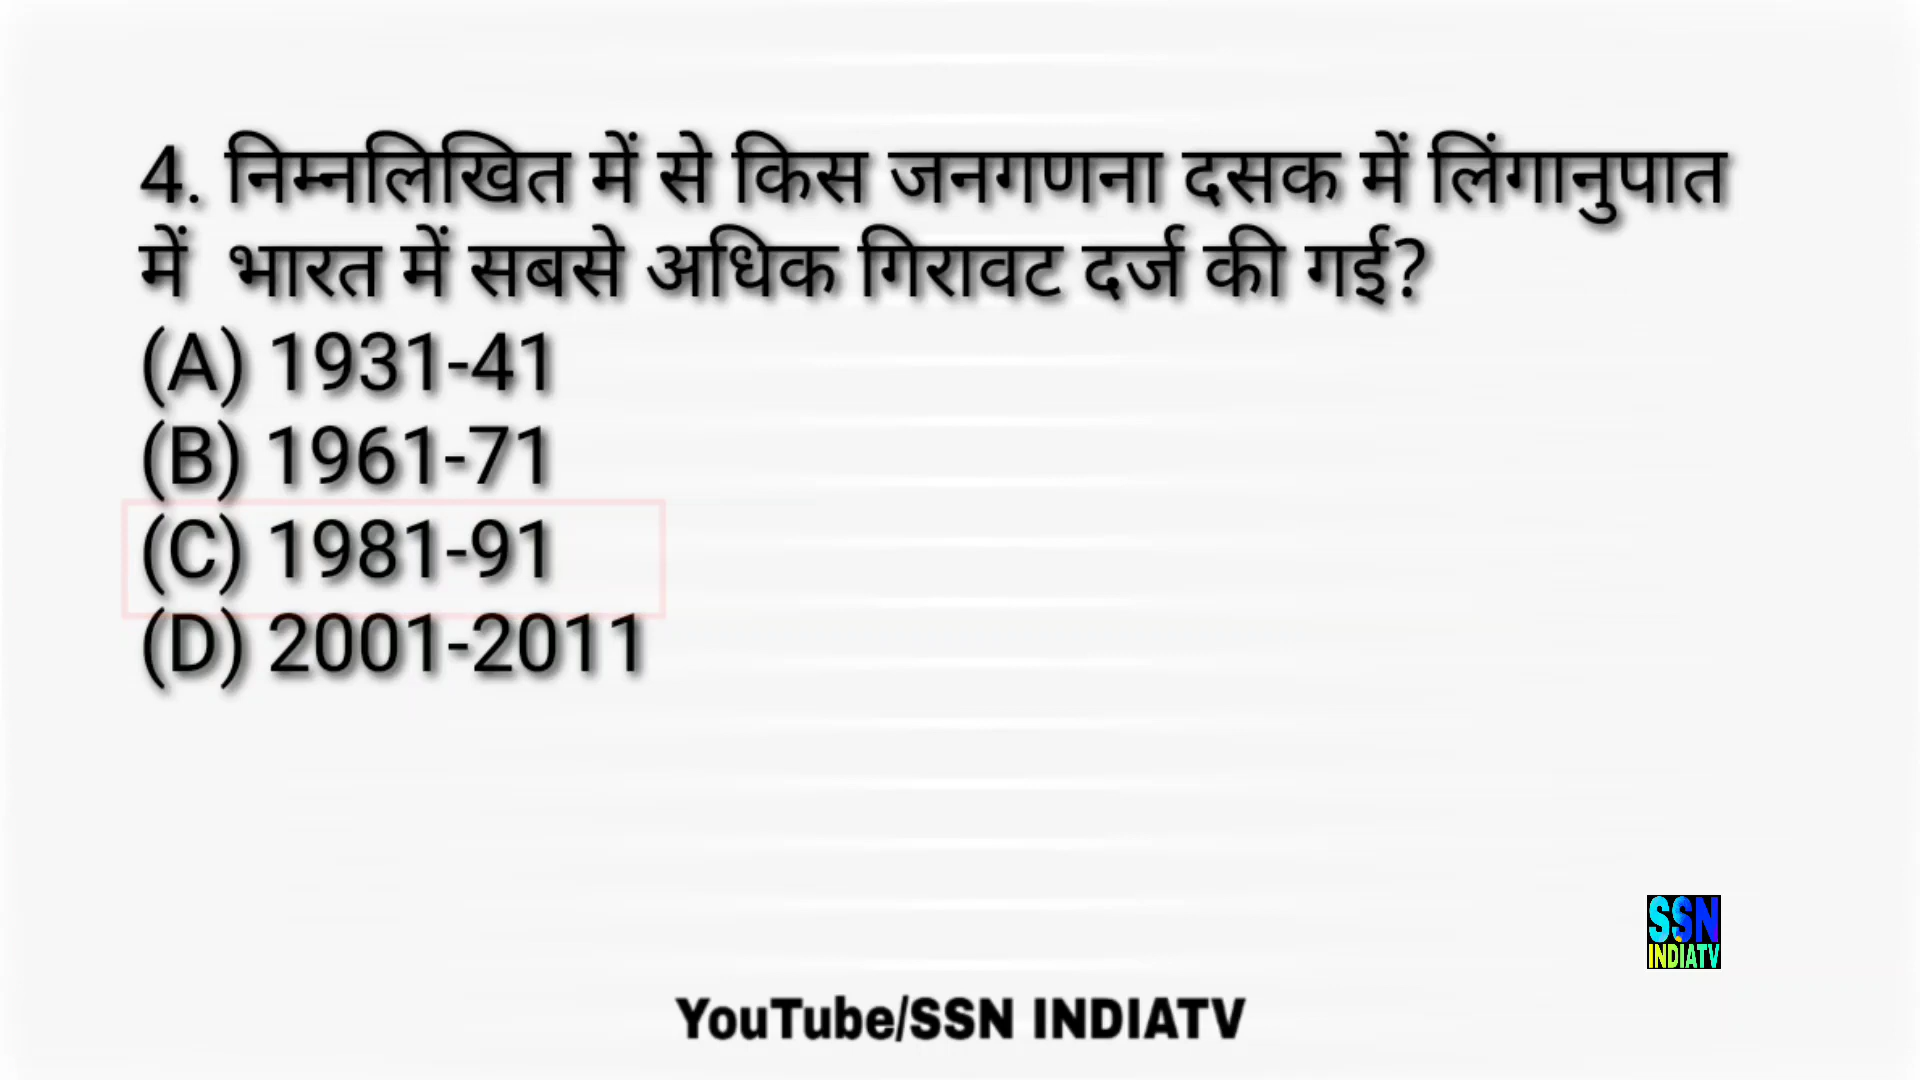 4. निम्नलिखित में से किस जनगणना दसक में लिंगानुपात
में भारत में सबसे अधिक गिरावट दर्ज की गई?
(A) 1931-41
(B) 1961-71
(C) 1981-91
(D) 2001-2011
SSN
INDIATV
YouTube/SSN INDIATV